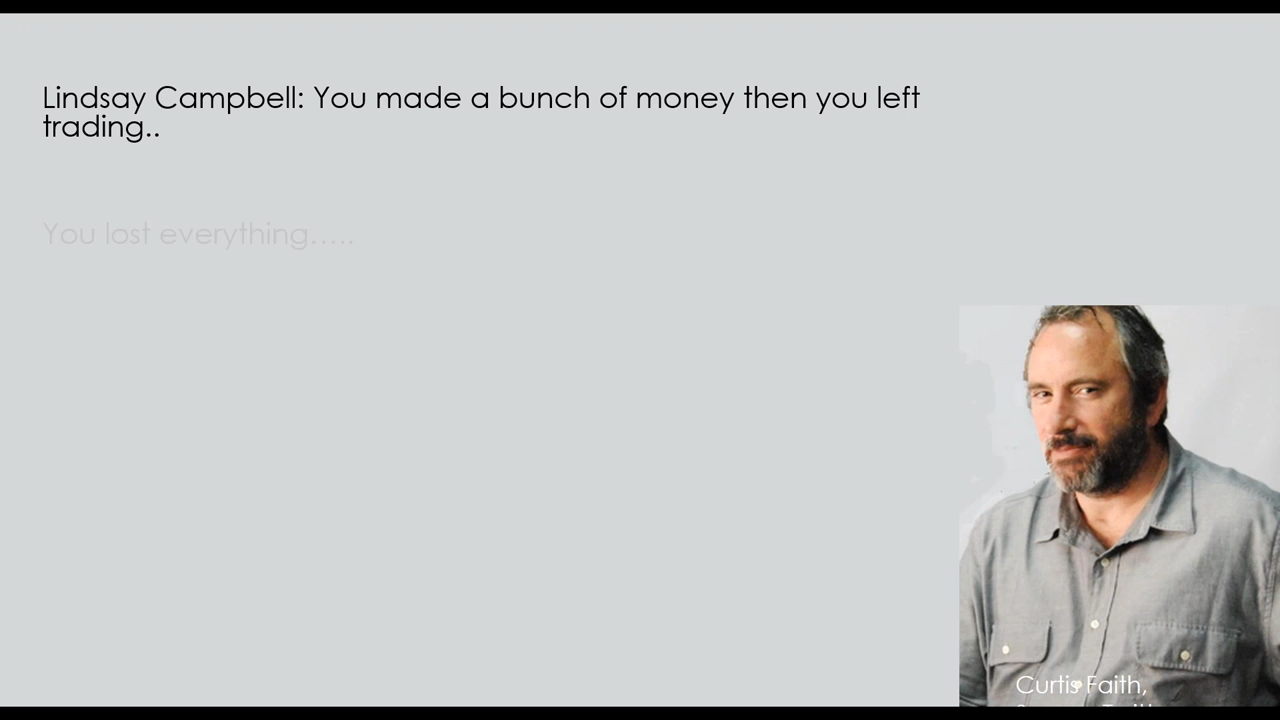 Lindsay Campbell: You made a bunch of money then you left
trading..
You lost everything…..
Curtis Faith,